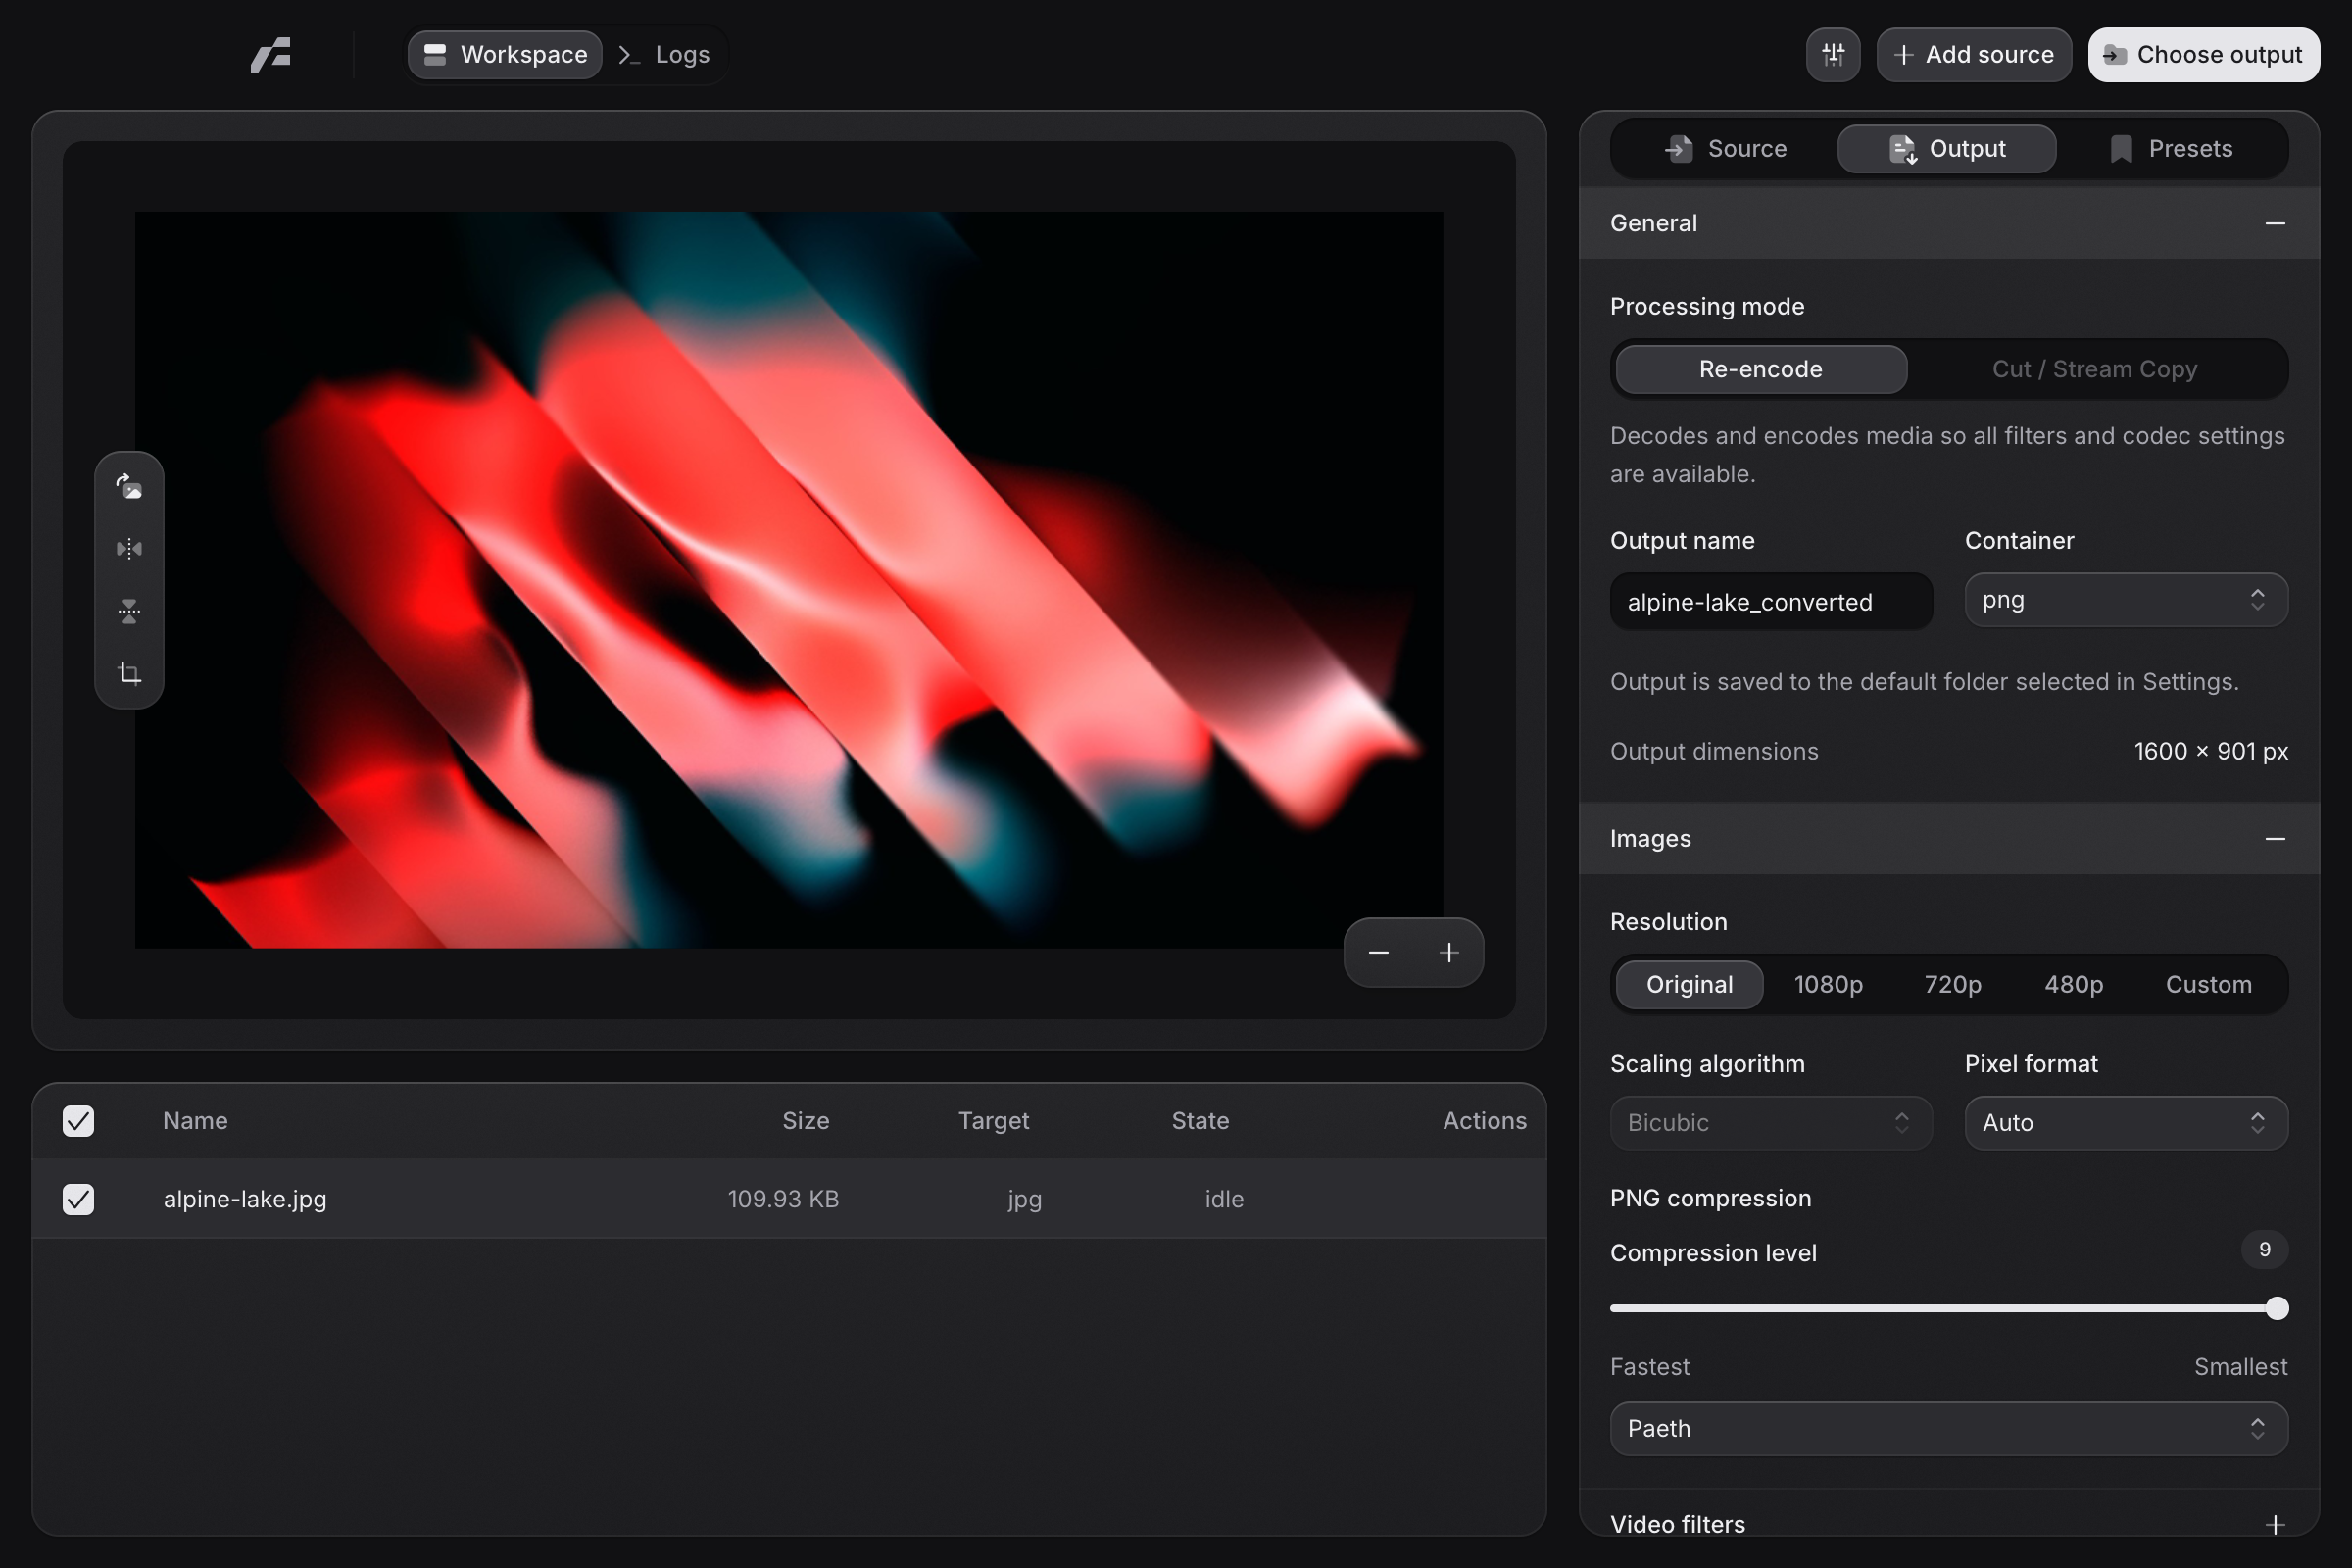 Workspace
Logs
Add source
Choose output
Source
Output
Presets
General
Processing mode
Re-encode
Cut / Stream Copy
Decodes and encodes media so all filters and codec settings
are available.
Output name
Container
alpine-lake_converted
png
Output is saved to the default folder selected in Settings.
Output dimensions
1600 × 901 px
Images
Resolution
Original
1080p
720p
480p
Custom
Scaling algorithm
Pixel format
Bicubic
Auto
PNG compression
Compression level
9
Fastest
Smallest
Paeth
Video filters
Name
Size
Target
State
Actions
alpine-lake.jpg
109.93 KB
jpg
idle